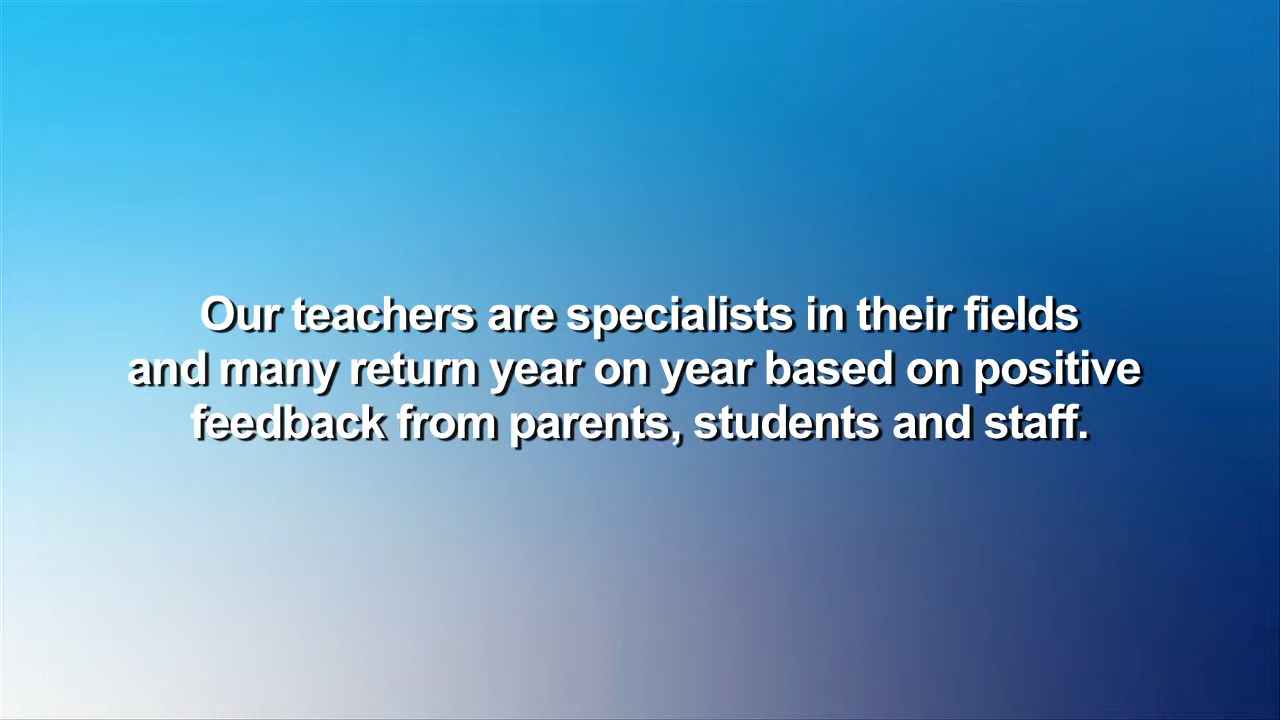 Our teachers are specialists in their fields
and many return year on year based on positive
feedback from parents, students and staff.